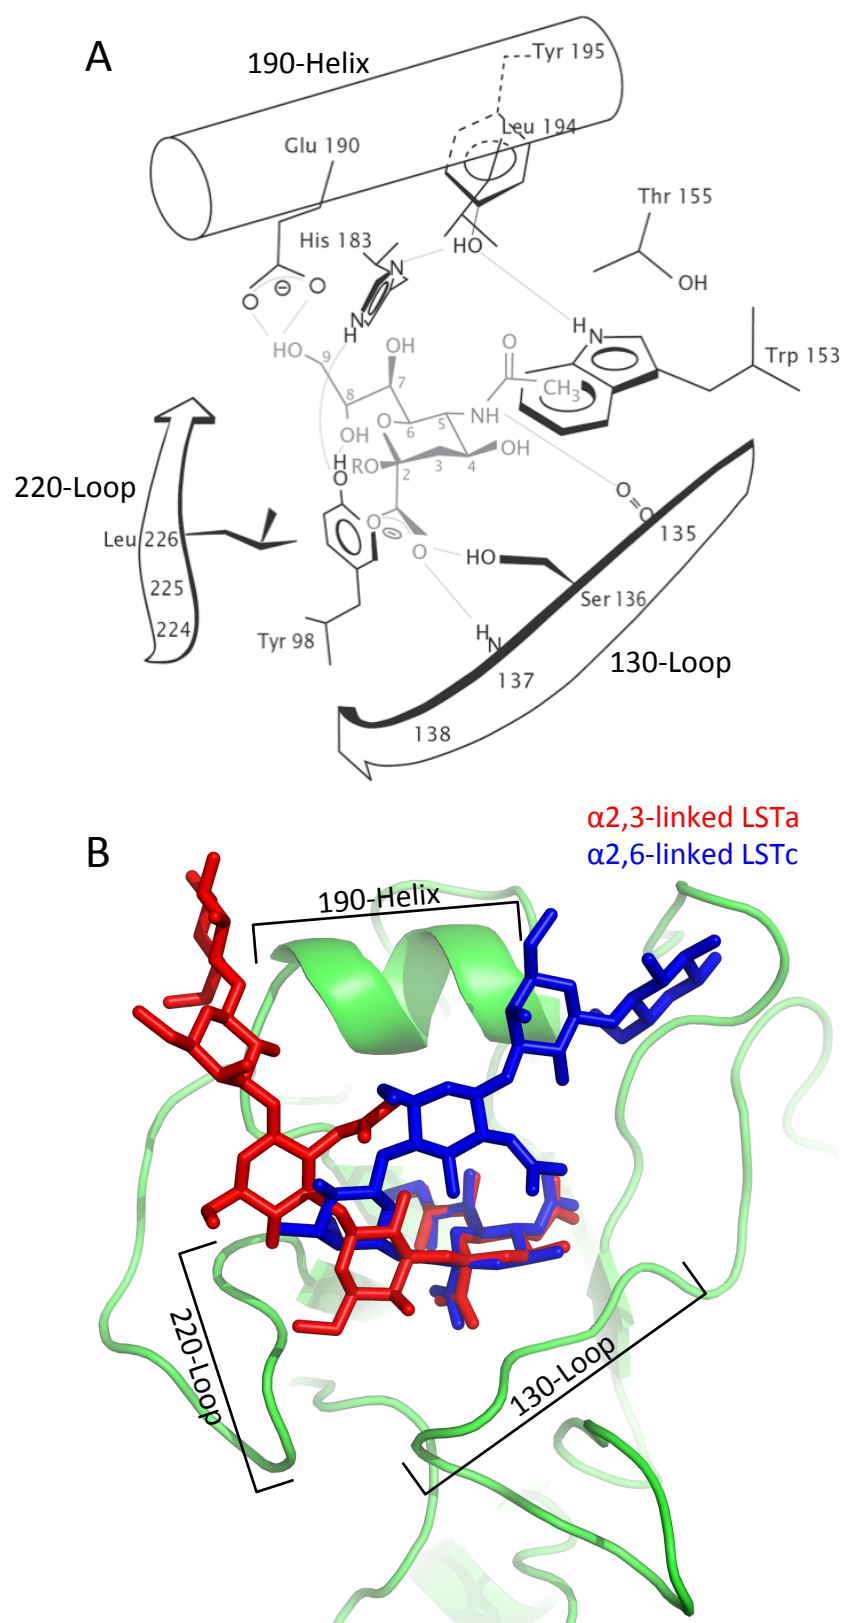 A
190-Helix
Tyr 195
Leu 194
Glu 190
Thr 155
His 183
HO
N
OH
O
⊖
O
N
H
H
N
HO
9
OH
O
Trp 153
7
CH3
8
NH
O
6
5
OH
OH
H
O
RO
2
3
4
220-Loop
O
O
Leu 226
O
⊖
O
HO
135
225
Ser 136
224
Tyr 98
H
N
137
130-Loop
138
α2,3-linked LSTa
B
α2,6-linked LSTc
190-Helix
220-Loop
130-Loop